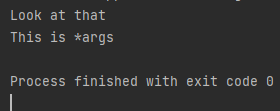 Look at that
This is *args
Process finished with exit code 0